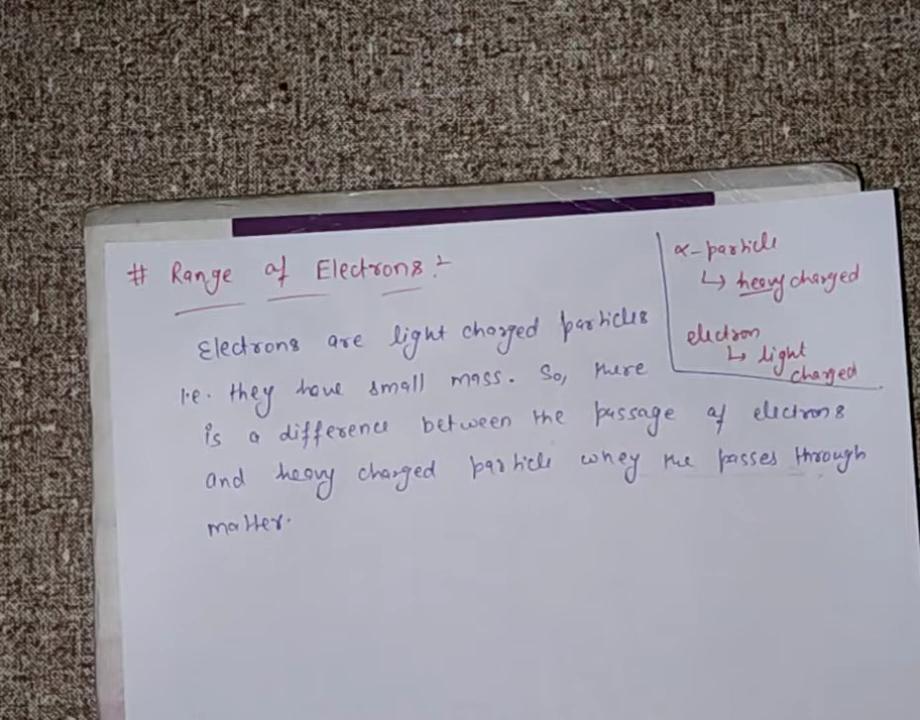 # Range of Electrons :-
Electrons are light charged particles
i.e. they have small mass. So, there
is a difference between the passage of electrons
and heavy charged particle whey the passes through
matter.
α-particle
↳ heavy charged
electron
↳ light
charged